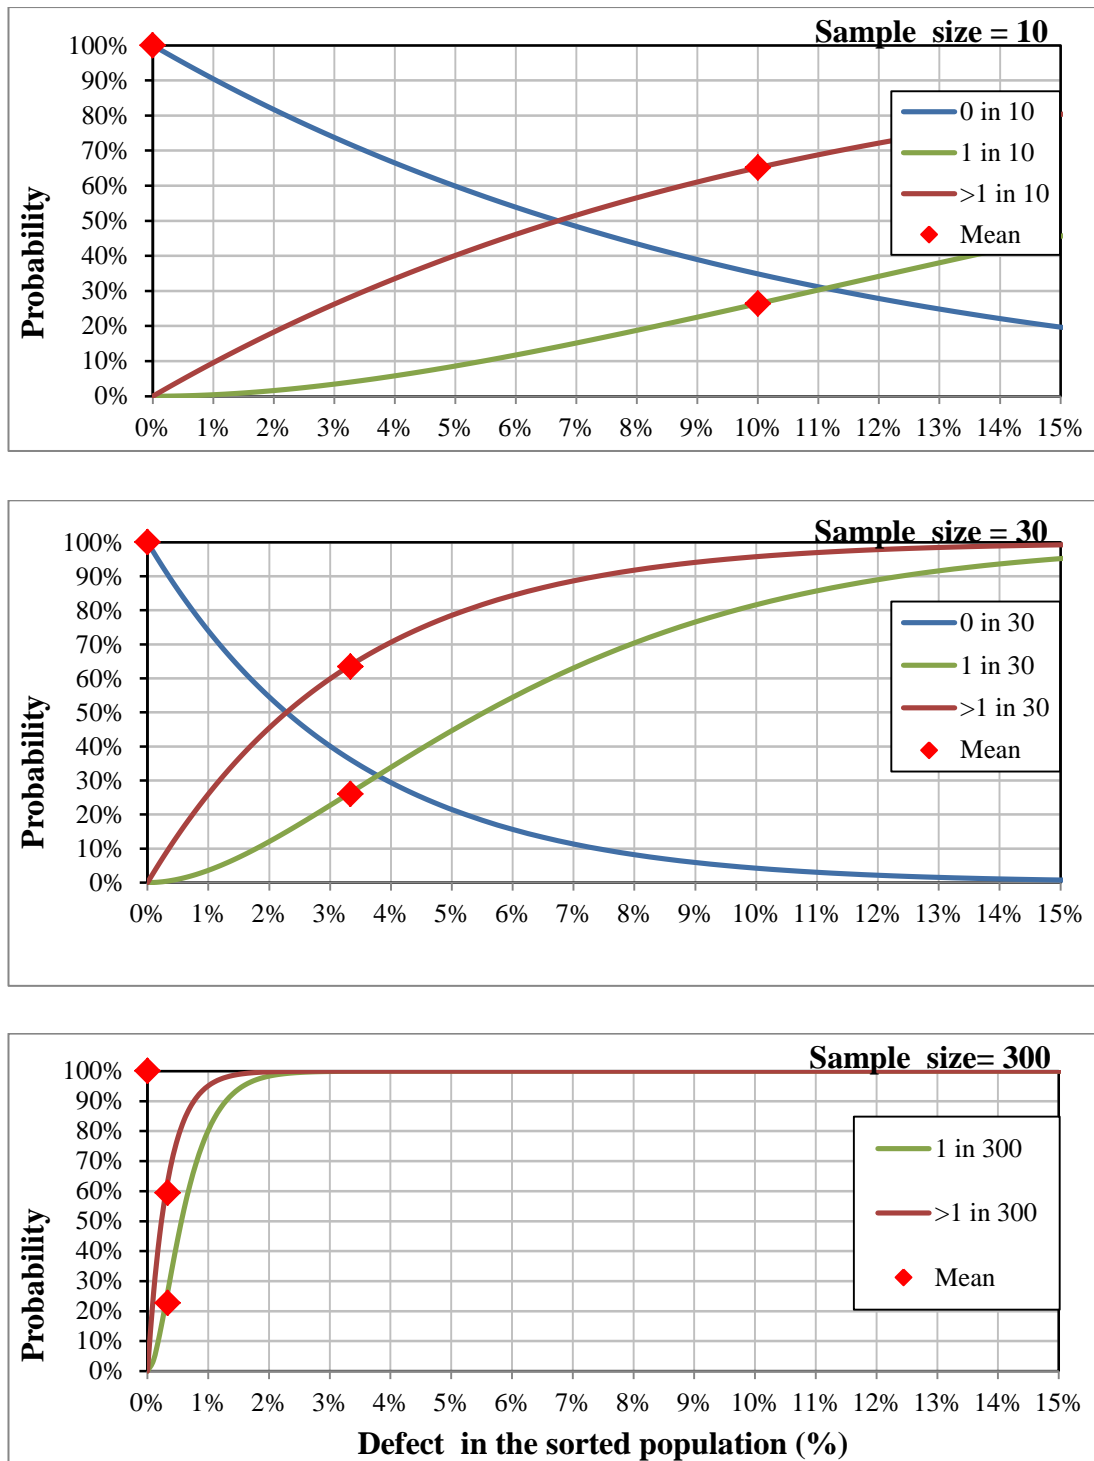 Sample size = 10
100%
90%
80%
70%
60%
50%
40%
30%
20%
10%
0%
Probability
0 in 10
1 in 10
>1 in 10
Mean
0% 1% 2% 3% 4% 5% 6% 7% 8% 9% 10% 11% 12% 13% 14% 15%
Sample size = 30
100%
90%
80%
70%
60%
50%
40%
30%
20%
10%
0%
Probability
0 in 30
1 in 30
>1 in 30
Mean
0% 1% 2% 3% 4% 5% 6% 7% 8% 9% 10% 11% 12% 13% 14% 15%
Sample size= 300
100%
90%
80%
70%
60%
50%
40%
30%
20%
10%
0%
Probability
1 in 300
>1 in 300
Mean
0% 1% 2% 3% 4% 5% 6% 7% 8% 9% 10% 11% 12% 13% 14% 15%
Defect in the sorted population (%)